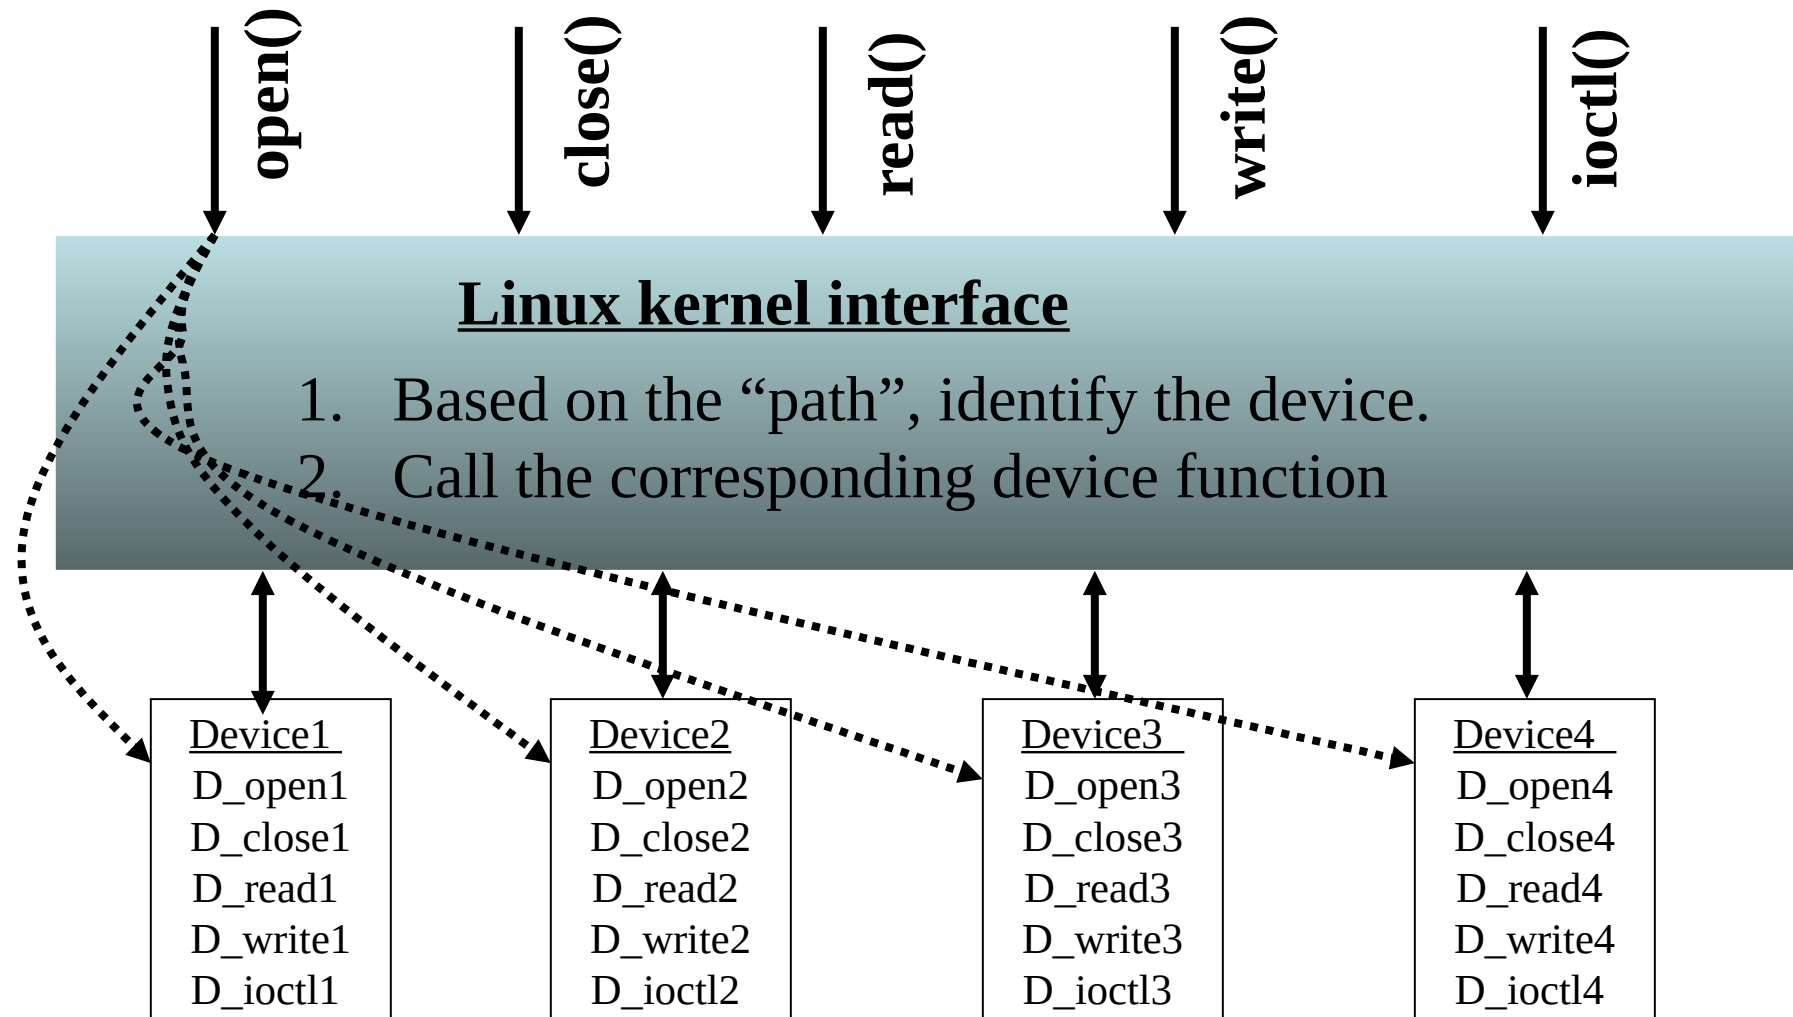 open()
close()
read()
write()
ioctl()
Linux kernel interface
1. Based on the “path”, identify the device.
2. Call the corresponding device function
Device1
D_open1
D_close1
D_read1
D_write1
D_ioctl1
Device2
D_open2
D_close2
D_read2
D_write2
D_ioctl2
Device3
D_open3
D_close3
D_read3
D_write3
D_ioctl3
Device4
D_open4
D_close4
D_read4
D_write4
D_ioctl4